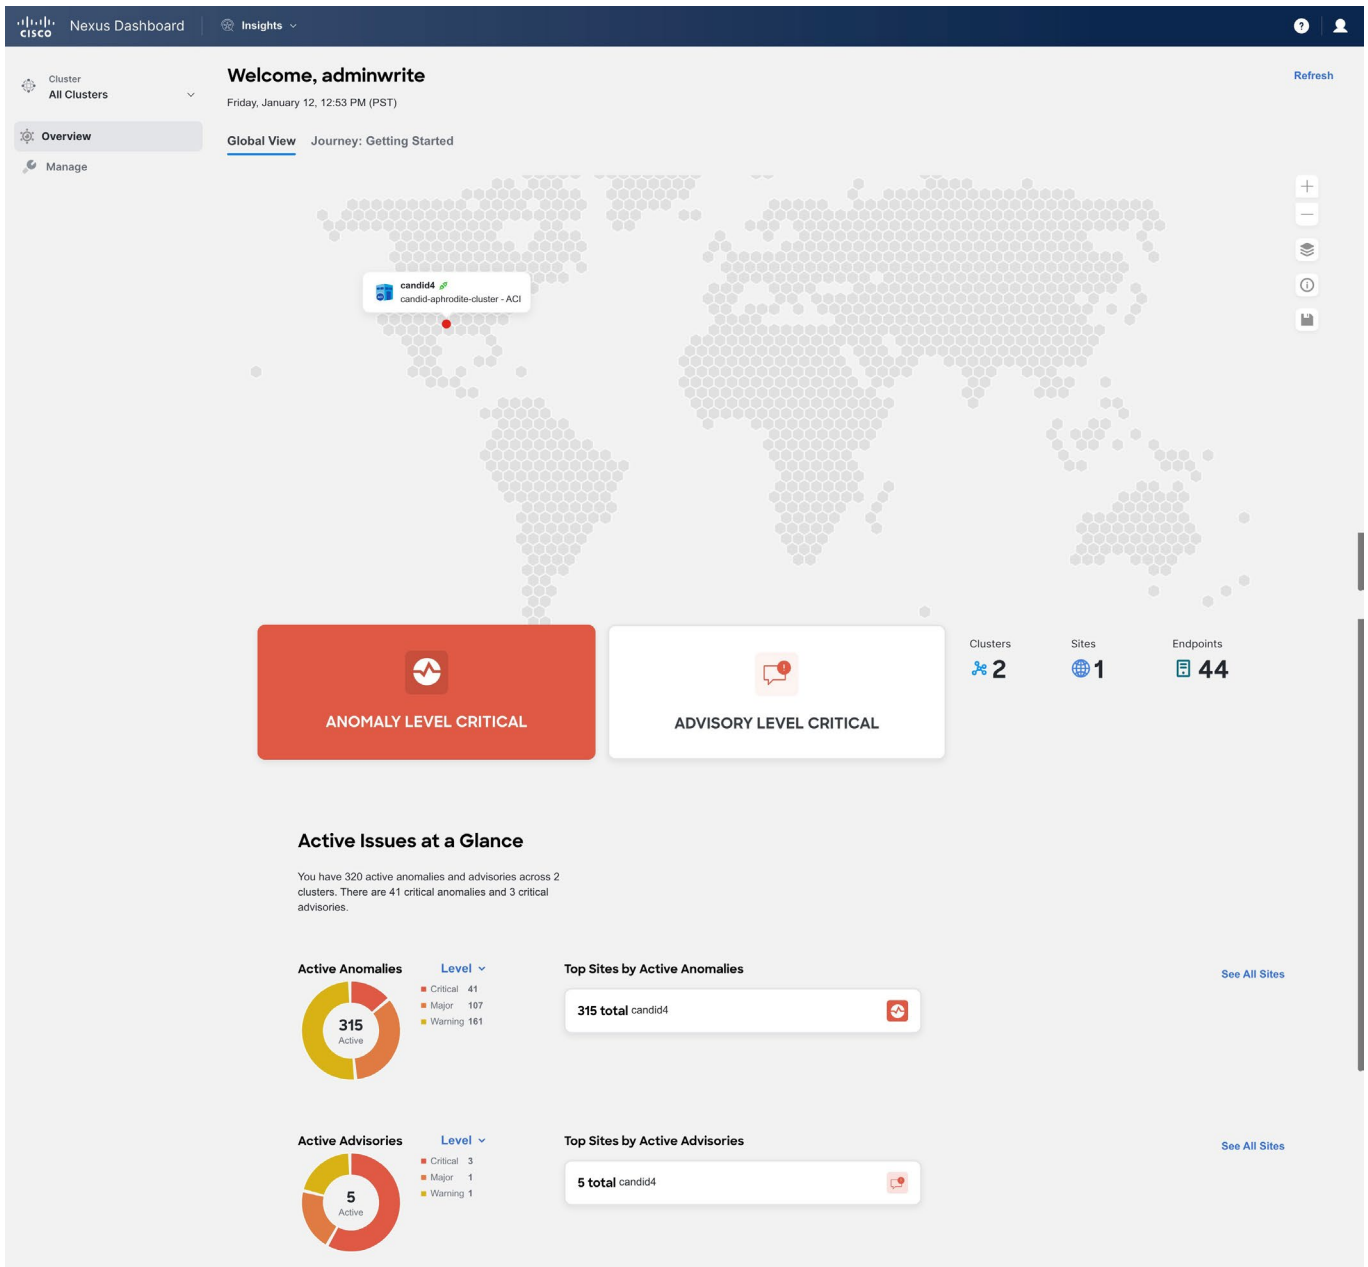 CISCO Nexus Dashboard Insights
Cluster
All Clusters
Overview
Manage
Welcome, adminwrite
Refresh
Friday, January 12, 12:53 PM (PST)
Global View Journey: Getting Started
candid4
candid-aphrodite-cluster - ACI
ANOMALY LEVEL CRITICAL
ADVISORY LEVEL CRITICAL
Clusters Sites Endpoints
2 1 44
Active Issues at a Glance
You have 320 active anomalies and advisories across 2
clusters. There are 41 critical anomalies and 3 critical
advisories.
Active Anomalies Level
Critical 41
Major 107
Warning 161
315
Active
Top Sites by Active Anomalies
See All Sites
315 total candid4
Active Advisories Level
Critical 3
Major 1
Warning 1
5
Active
Top Sites by Active Advisories
See All Sites
5 total candid4